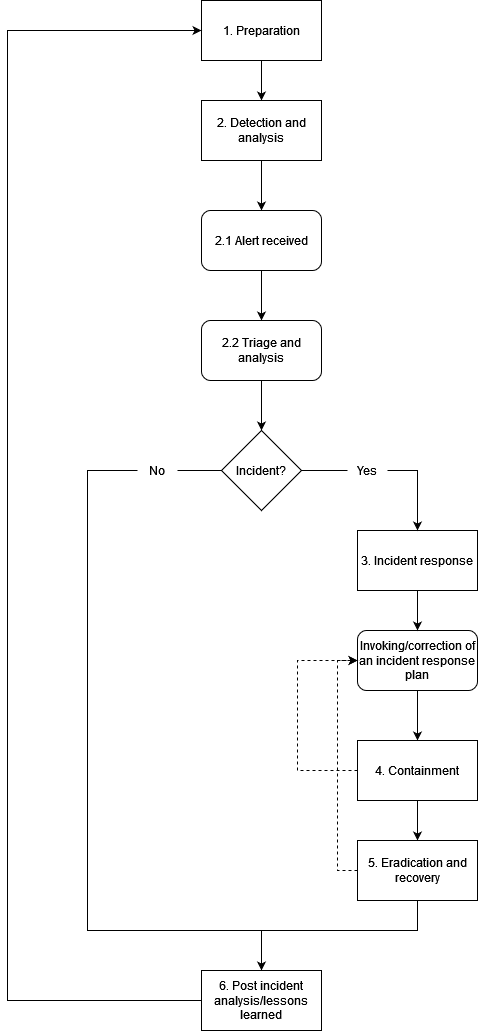 1. Preparation
2. Detection and
analysis
2.1 Alert received
2.2 Triage and
analysis
Incident?
No
Yes
3. Incident response
Invoking/correction of
an incident response
plan
4. Containment
5. Eradication and
recovery
6. Post incident
analysis/lessons
learned